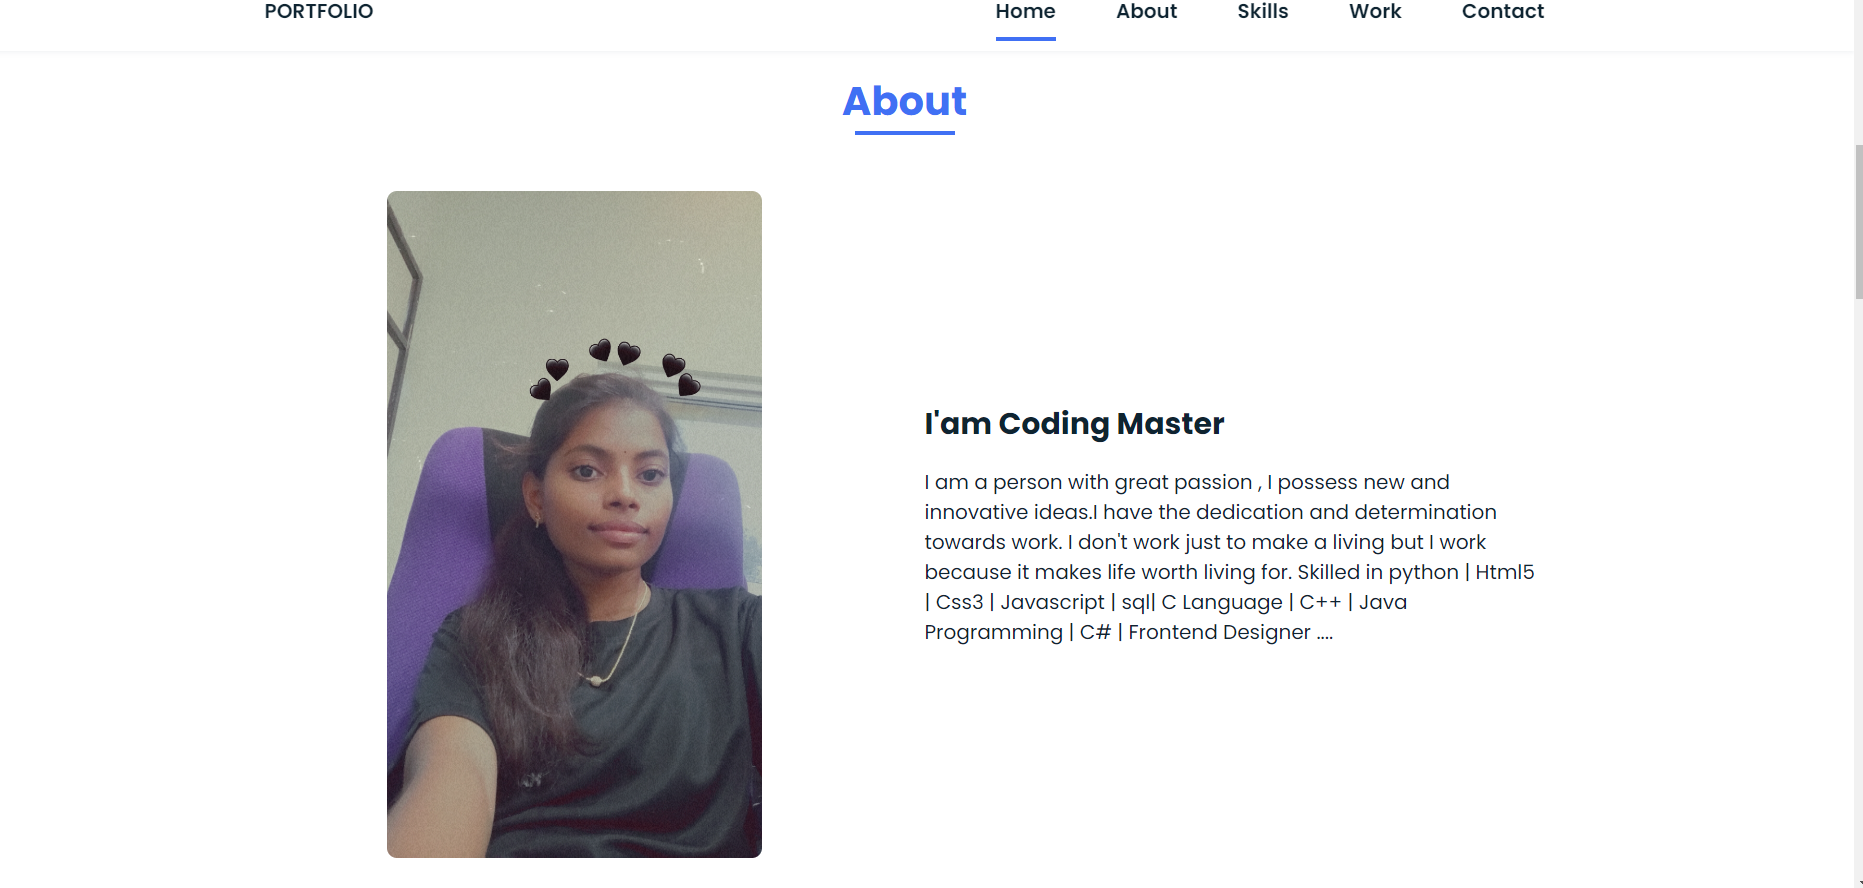 PORTFOLIO
Home
About
Skills
Work
Contact
About
I'am Coding Master
I am a person with great passion , I possess new and
innovative ideas.I have the dedication and determination
towards work. I don't work just to make a living but I work
because it makes life worth living for. Skilled in python | Html5
| Css3 | Javascript | sql| C Language | C++ | Java
Programming | C# | Frontend Designer ....